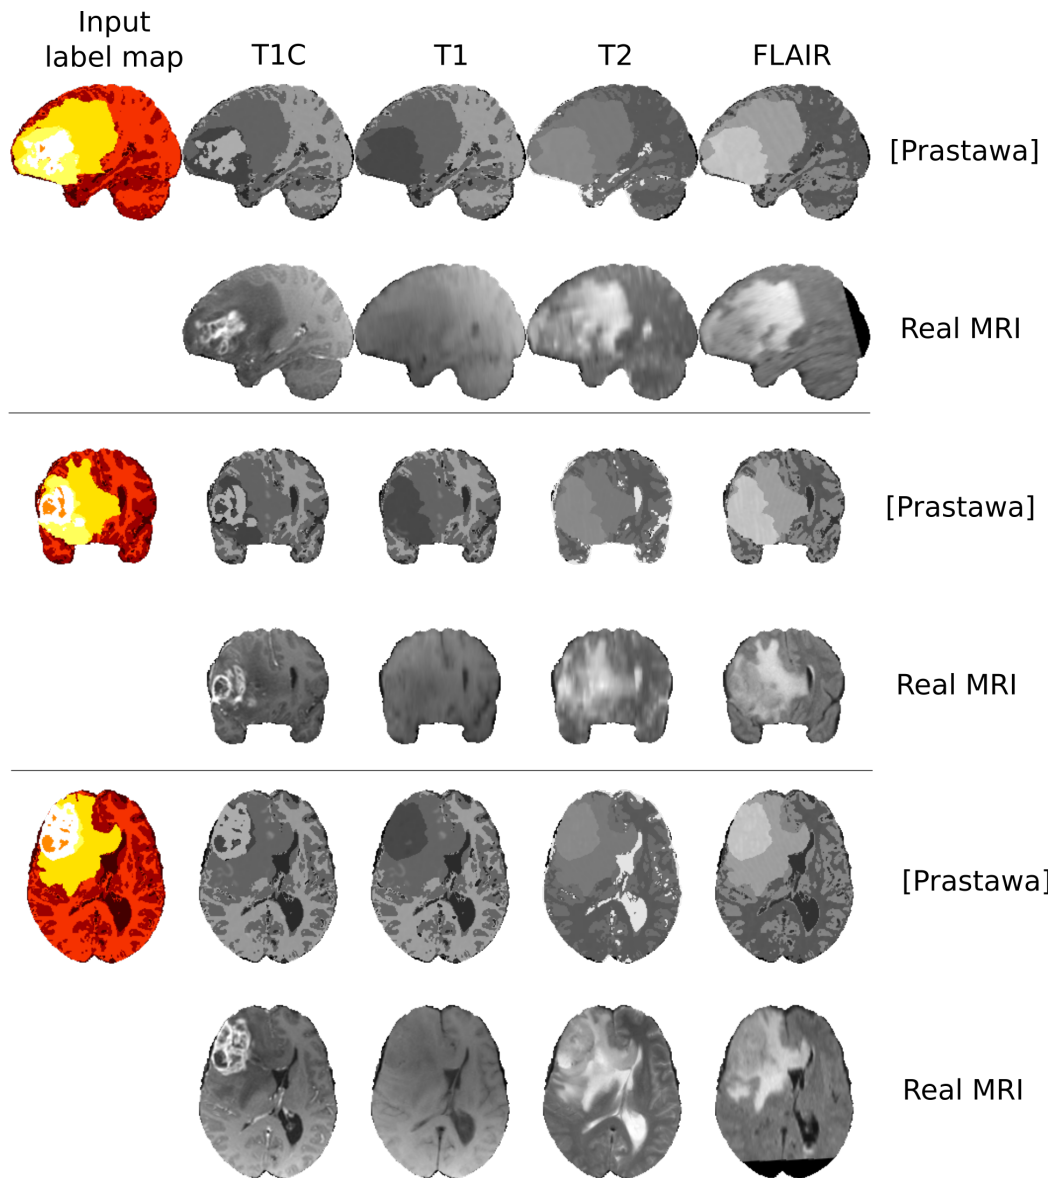 Input
label map
T1C
T1
T2
FLAIR
[Prastawa]
Real MRI
[Prastawa]
Real MRI
[Prastawa]
Real MRI